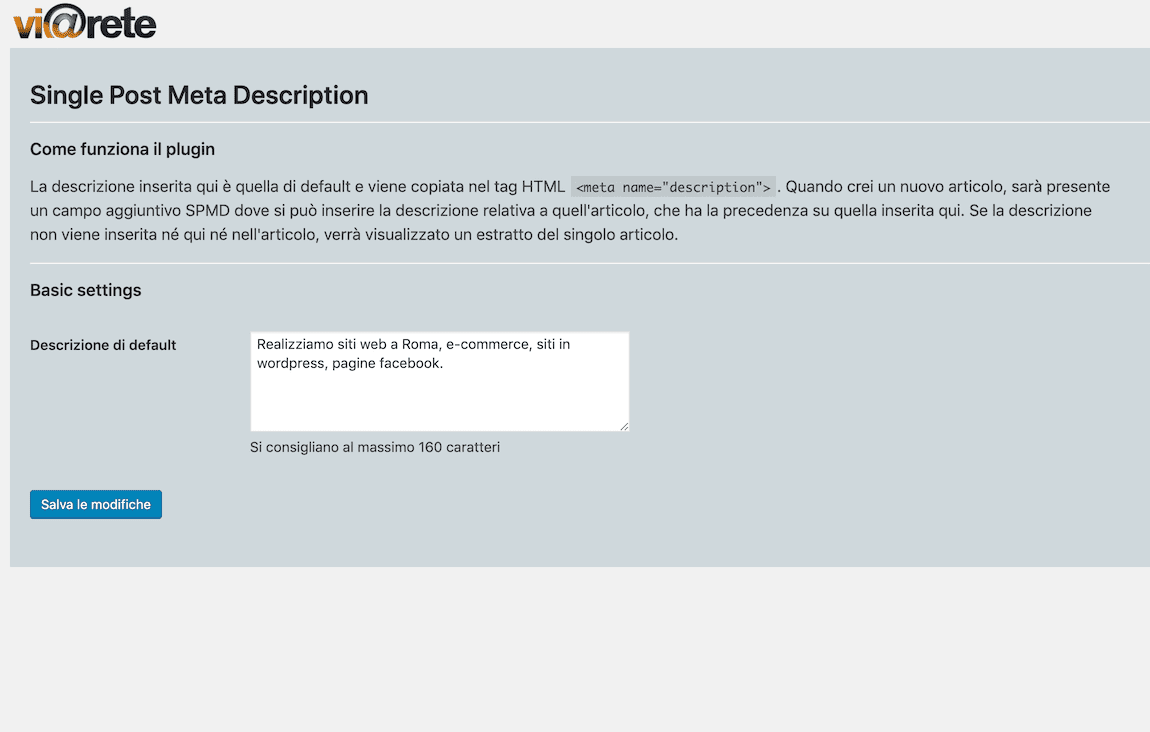 vi@rete
Single Post Meta Description
Come funziona il plugin
La descrizione inserita qui è quella di default e viene copiata nel tag HTML <meta name="description"> . Quando crei un nuovo articolo, sarà presente
un campo aggiuntivo SPMD dove si può inserire la descrizione relativa a quell'articolo, che ha la precedenza su quella inserita qui. Se la descrizione
non viene inserita né qui né nell'articolo, verrà visualizzato un estratto del singolo articolo.
Basic settings
Descrizione di default
Realizziamo siti web a Roma, e-commerce, siti in
wordpress, pagine facebook.
Si consigliano al massimo 160 caratteri
Salva le modifiche